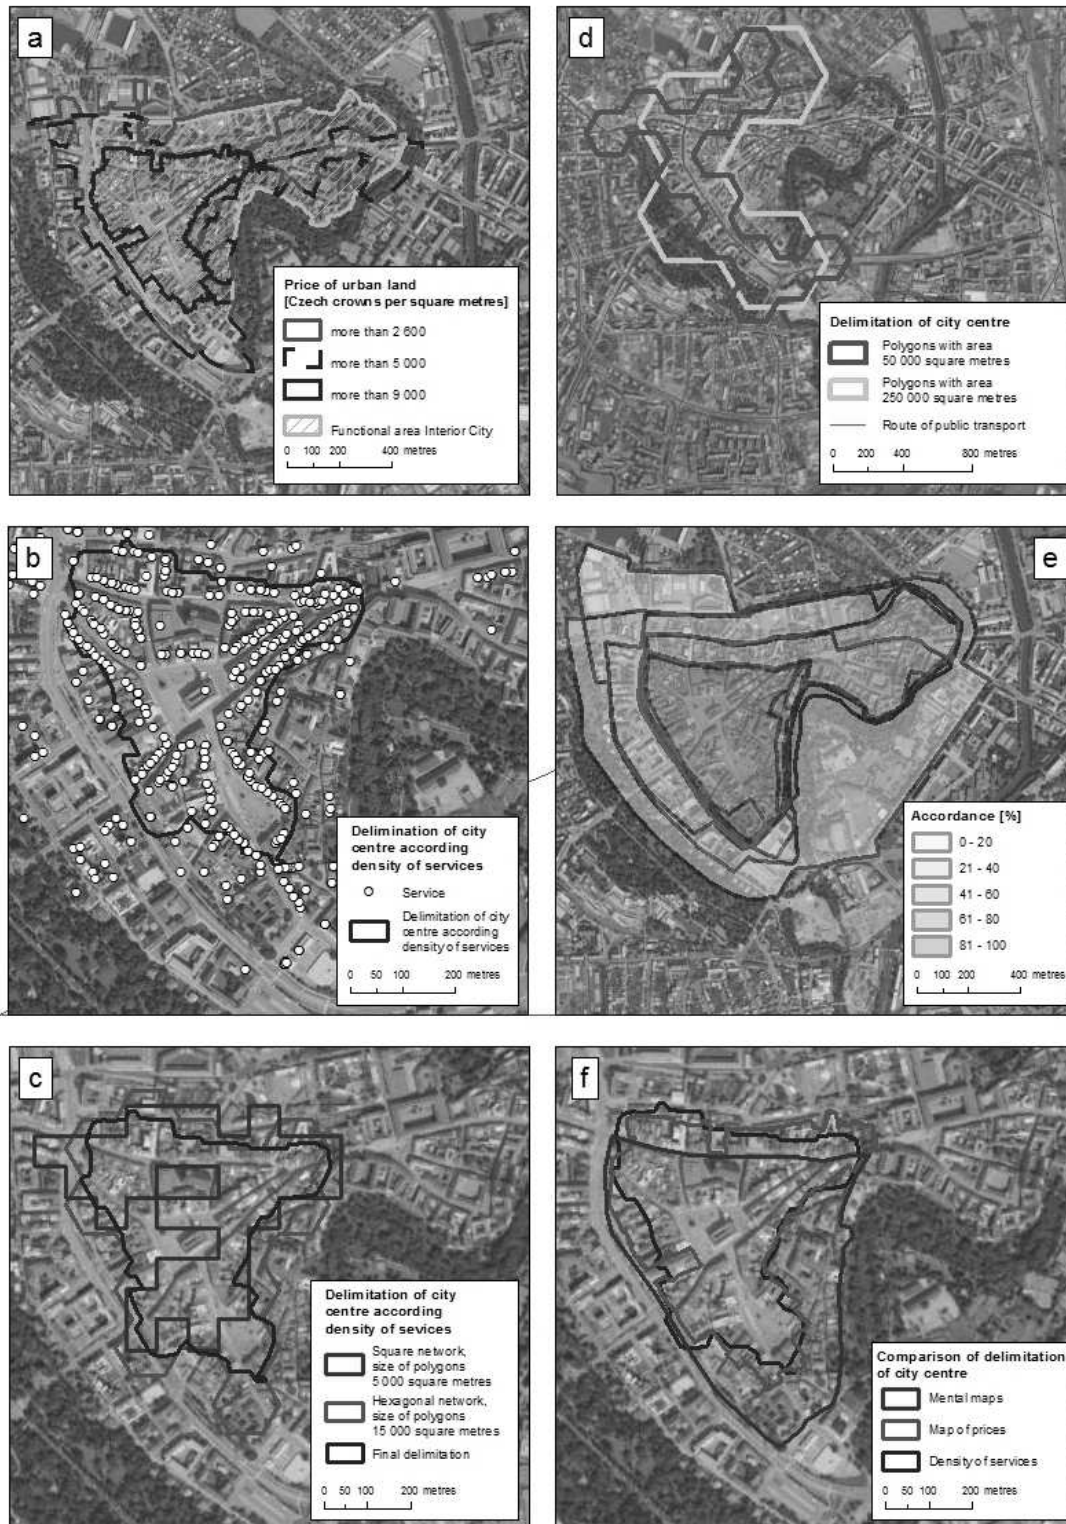 a
Price of urban land
[Czech crowns per square metres]
more than 2 600
more than 5 000
more than 9 000
Functional area Interior City
0 100 200 400 metres
d
Delimitation of city centre
Polygons with area
50 000 square metres
Polygons with area
250 000 square metres
Route of public transport
0 200 400 800 metres
b
Delimination of city
centre according
density of services
Service
Delimitation of city
centre according
density of services
0 50 100 200 metres
e
Accordance [%]
0 - 20
21 - 40
41 - 60
61 - 80
81 - 100
0 100 200 400 metres
c
Delimitation of city
centre according
density of sevices
Square network,
size of polygons
5 000 square metres
Hexagonal network,
size of polygons
15 000 square metres
Final delimitation
0 50 100 200 metres
f
Comparison of delimitation
of city centre
Mental maps
Map of prices
Density of services
0 50 100 200 metres